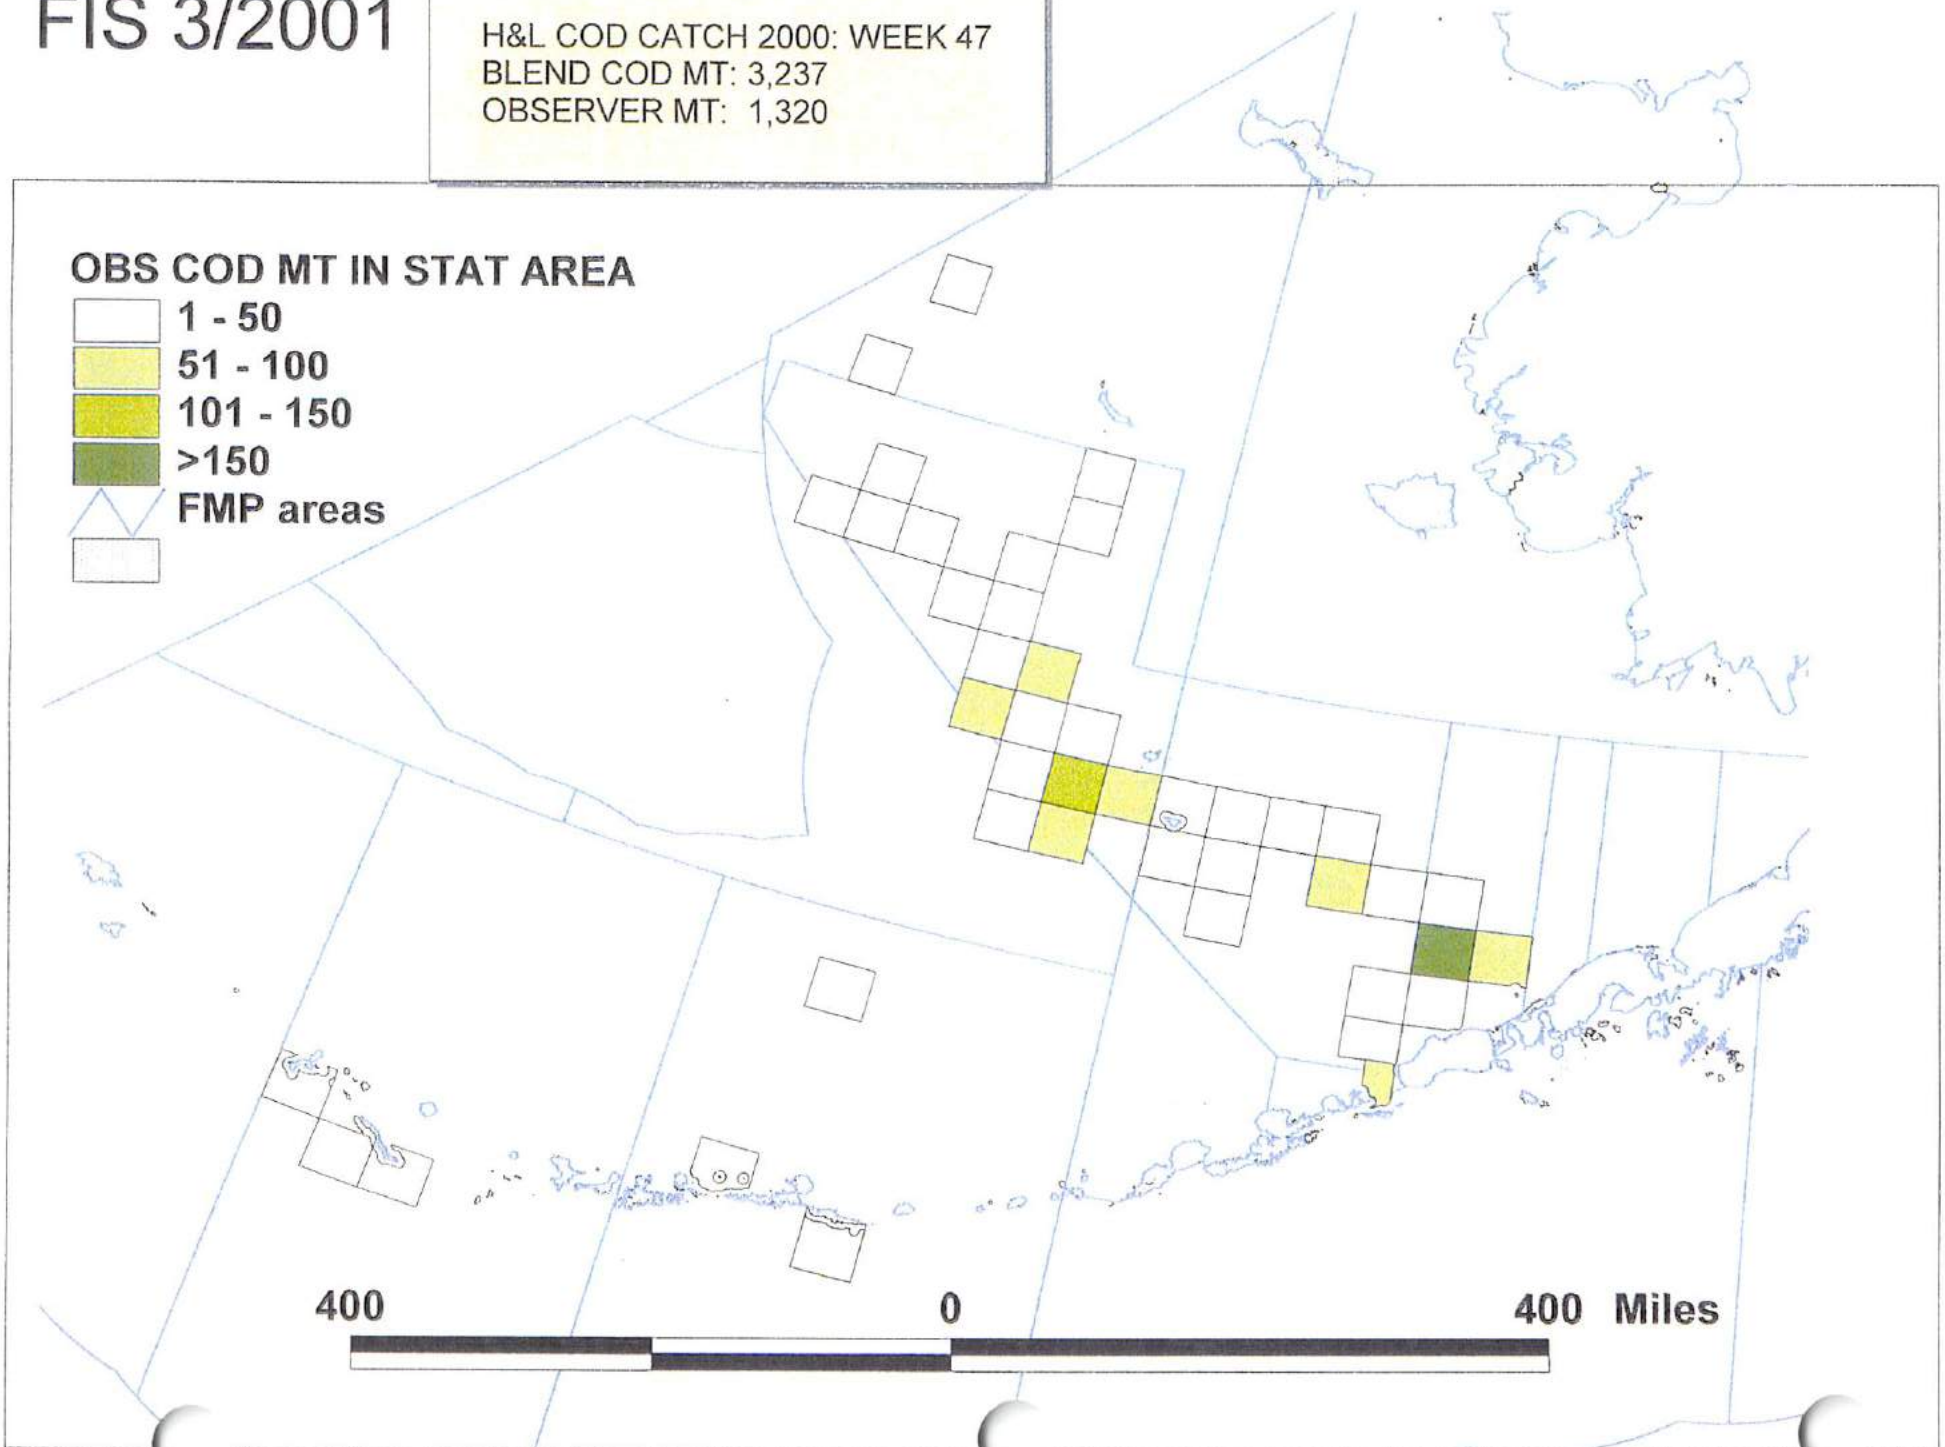 FIS 3/2001
H&L COD CATCH 2000: WEEK 47
BLEND COD MT: 3,237
OBSERVER MT: 1,320
OBS COD MT IN STAT AREA
1 - 50
51 - 100
101 - 150
>150
FMP areas
400 0 400 Miles